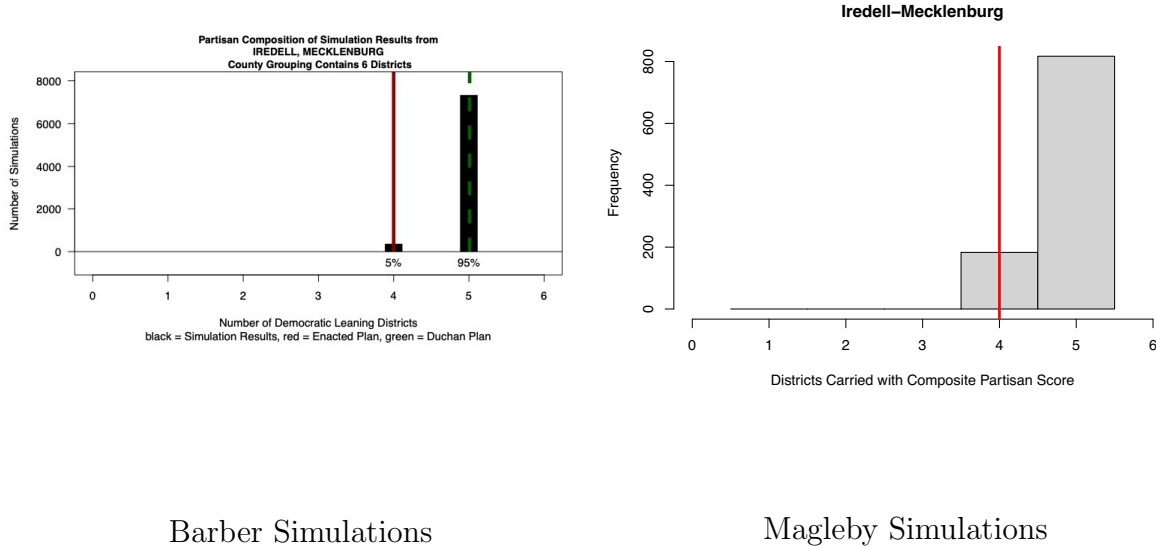 Partisan Composition of Simulation Results from
IREDELL, MECKLENBURG
County Grouping Contains 6 Districts
Number of Simulations
8000
6000
4000
2000
0
5%
95%
0 1 2 3 4 5 6
Number of Democratic Leaning Districts
black = Simulation Results, red = Enacted Plan, green = Duchan Plan
Barber Simulations
Iredell−Mecklenburg
Frequency
800
600
400
200
0
0 1 2 3 4 5 6
Districts Carried with Composite Partisan Score
Magleby Simulations